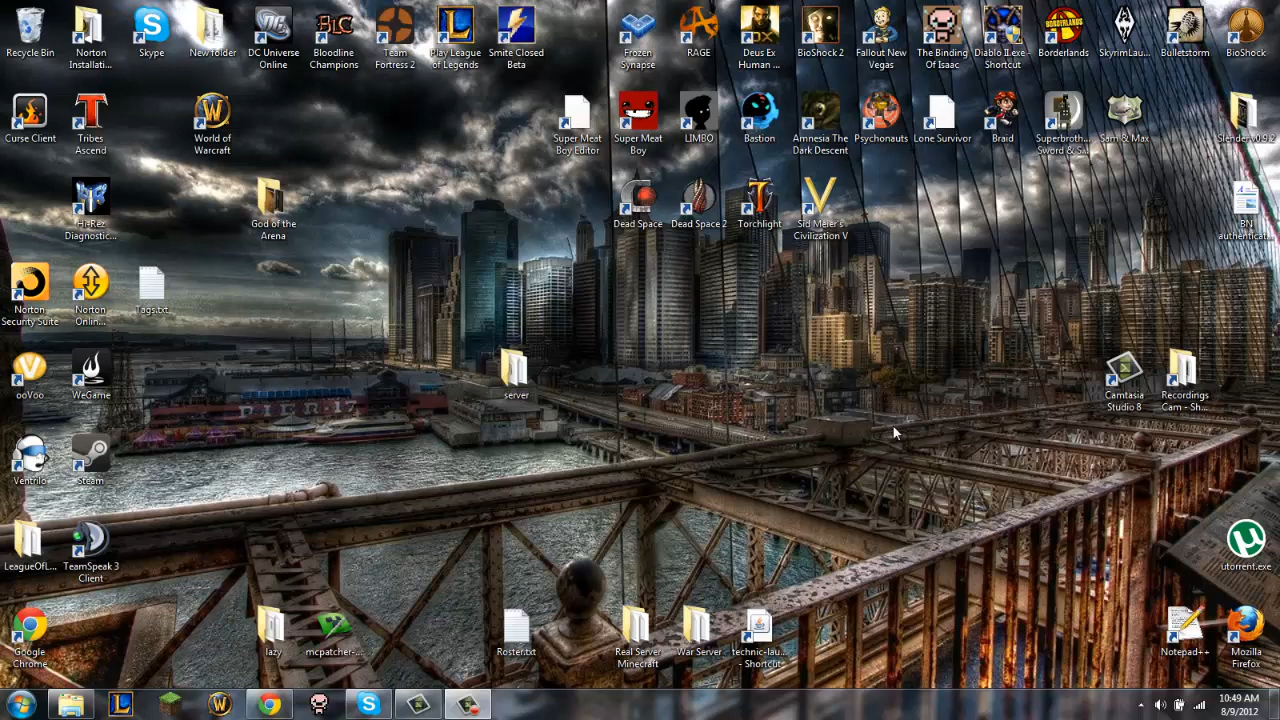 Recycle Bin
Norton
Installati...
Skype
New folder
DC Universe
Online
Bloodline
Champions
Team
Fortress 2
Play League
of Legends
Smite Closed
Beta
Frozen
Synapse
RAGE
Deus Ex
Human ...
BioShock 2
Fallout New
Vegas
The Binding
Of Isaac
Diablo II.exe -
Shortcut
Borderlands
SkyrimLau...
Bulletstorm
BioShock
Curse Client
Tribes
Ascend
World of
Warcraft
Super Meat
Boy Editor
Super Meat
Boy
LIMBO
Bastion
Amnesia The
Dark Descent
Psychonauts
Lone Survivor
Braid
Superbroth...
Sword & S...
Sam & Max
Slender_v0.9.2
Hi-Rez
Diagnostic...
God of the
Arena
Dead Space
Dead Space 2
Torchlight
Sid Meier's
Civilization V
BN
authenticat...
Norton
Security Suite
Norton
Onlin...
Tags.txt
ooVoo
WeGame
server
Camtasia
Studio 8
Recordings
Cam - Sh...
PIER 17
Ventrilo
Steam
LeagueOfL...
TeamSpeak 3
Client
utorrent.exe
Google
Chrome
lazy
mcpatcher-...
Roster.txt
Real Server
Minecraft
War Server
technic-lau...
- Shortcut
Notepad++
Mozilla
Firefox
10:49 AM
8/9/2012